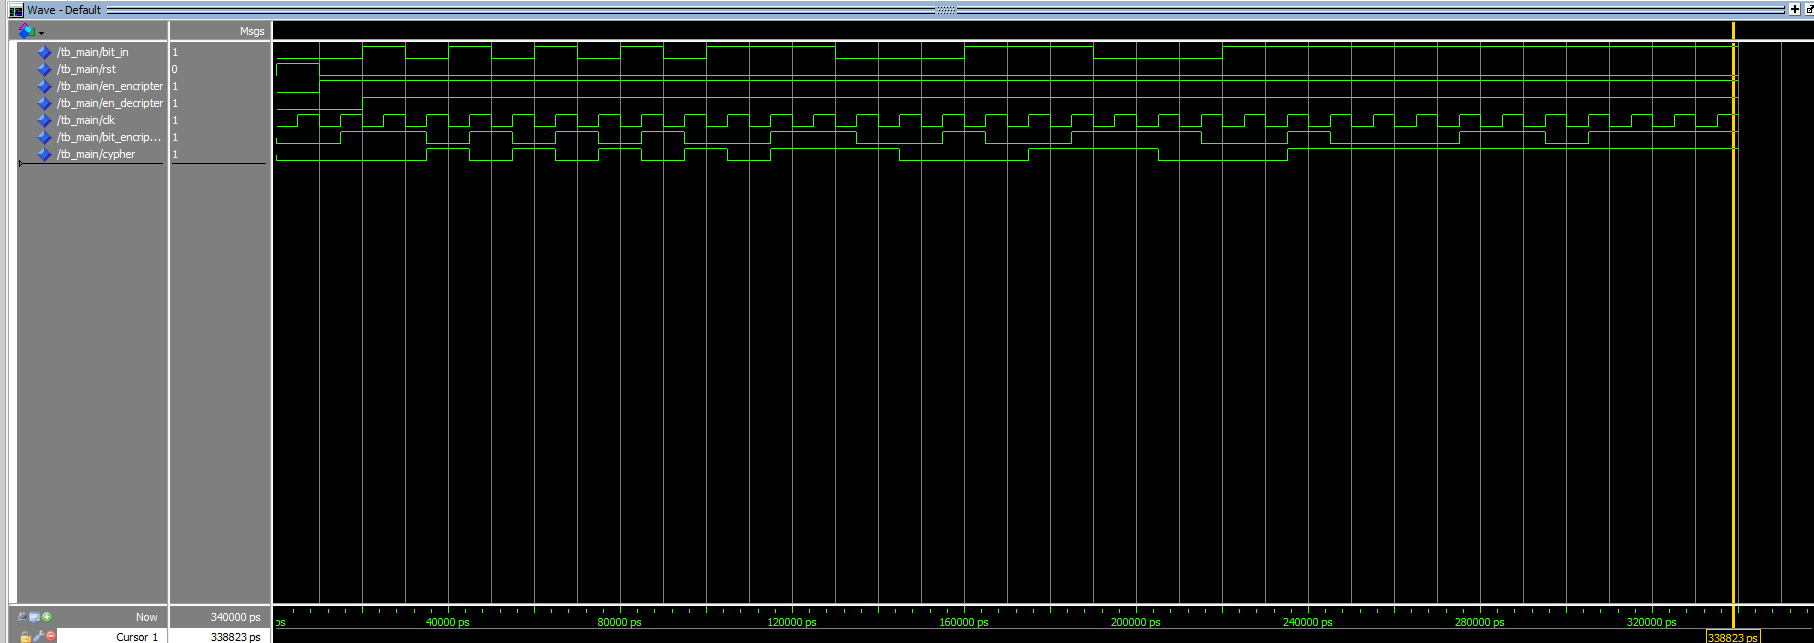 Wave - Default
Msgs
/tb_main/bit_in 1
/tb_main/rst 0
/tb_main/en_encripter 1
/tb_main/en_decripter 1
/tb_main/clk 1
/tb_main/bit_encrip... 1
/tb_main/cypher 1
Now 340000 ps
ps 40000 ps 80000 ps 120000 ps 160000 ps 200000 ps 240000 ps 280000 ps 320000 ps
Cursor 1 338823 ps
338823 ps